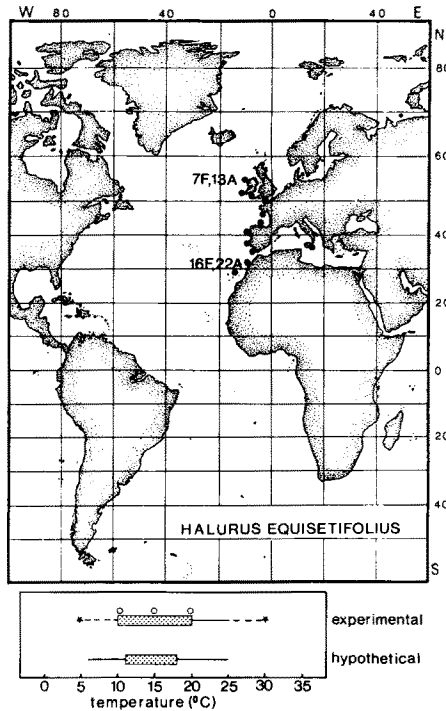 W 80 40 0 40 E
N
80
60
7F,13A
40
16F,22A
20
0
20
40
HALURUS EQUISETIFOLIUS
S
experimental
hypothetical
0 5 10 15 20 25 30 35
temperature (⁰C)